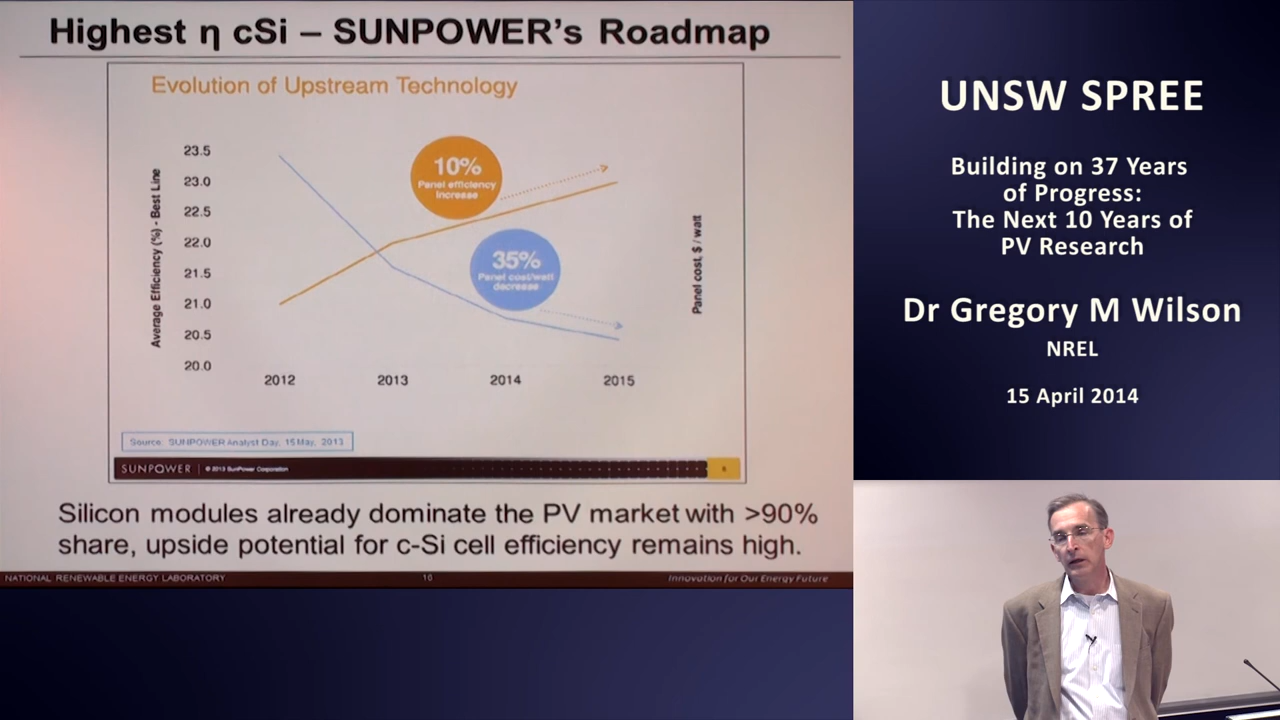 Highest η cSi – SUNPOWER's Roadmap
Evolution of Upstream Technology
Average Efficiency (%) - Best Line
23.5
23.0
22.5
22.0
21.5
21.0
20.5
20.0
2012
2013
2014
2015
10%
Panel efficiency
increase
35%
Panel cost/watt
decrease
Panel cost, $ / watt
Source: SUNPOWER Analyst Day, 15 May, 2013
SUNPOWER | © 2013 SunPower Corporation
Silicon modules already dominate the PV market with >90%
share, upside potential for c-Si cell efficiency remains high.
NATIONAL RENEWABLE ENERGY LABORATORY
10
Innovation for Our Energy Future
UNSW SPREE
Building on 37 Years
of Progress:
The Next 10 Years of
PV Research
Dr Gregory M Wilson
NREL
15 April 2014